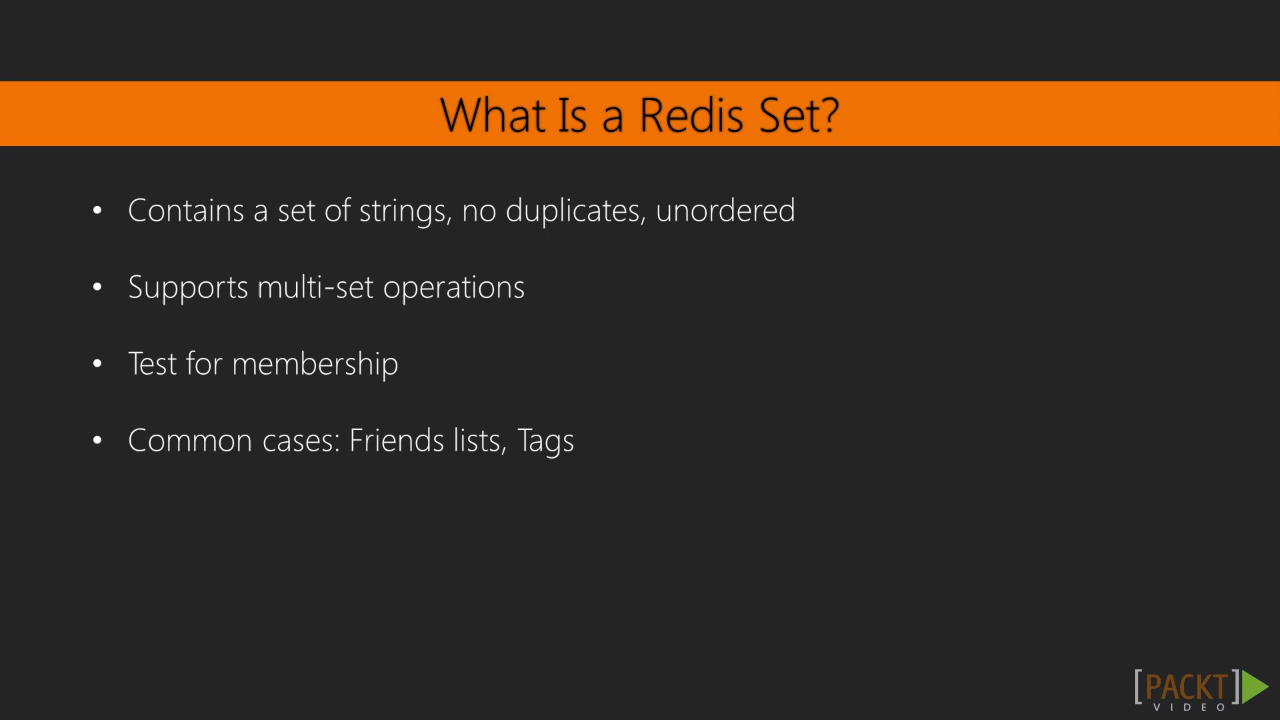 What Is a Redis Set?
• Contains a set of strings, no duplicates, unordered
• Supports multi-set operations
• Test for membership
• Common cases: Friends lists, Tags
[PACKT]
VIDEO